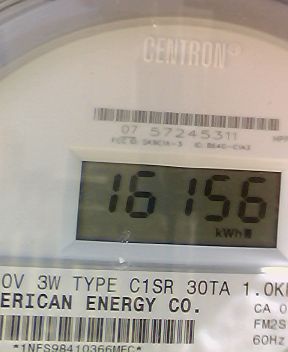 CENTRON
07 57245311
16156
kWh
0V 3W TYPE C1SR 30TA 1.0K
ERICAN ENERGY CO.
CA 0
FM2S
60Hz
*1NFS98410366MEC*